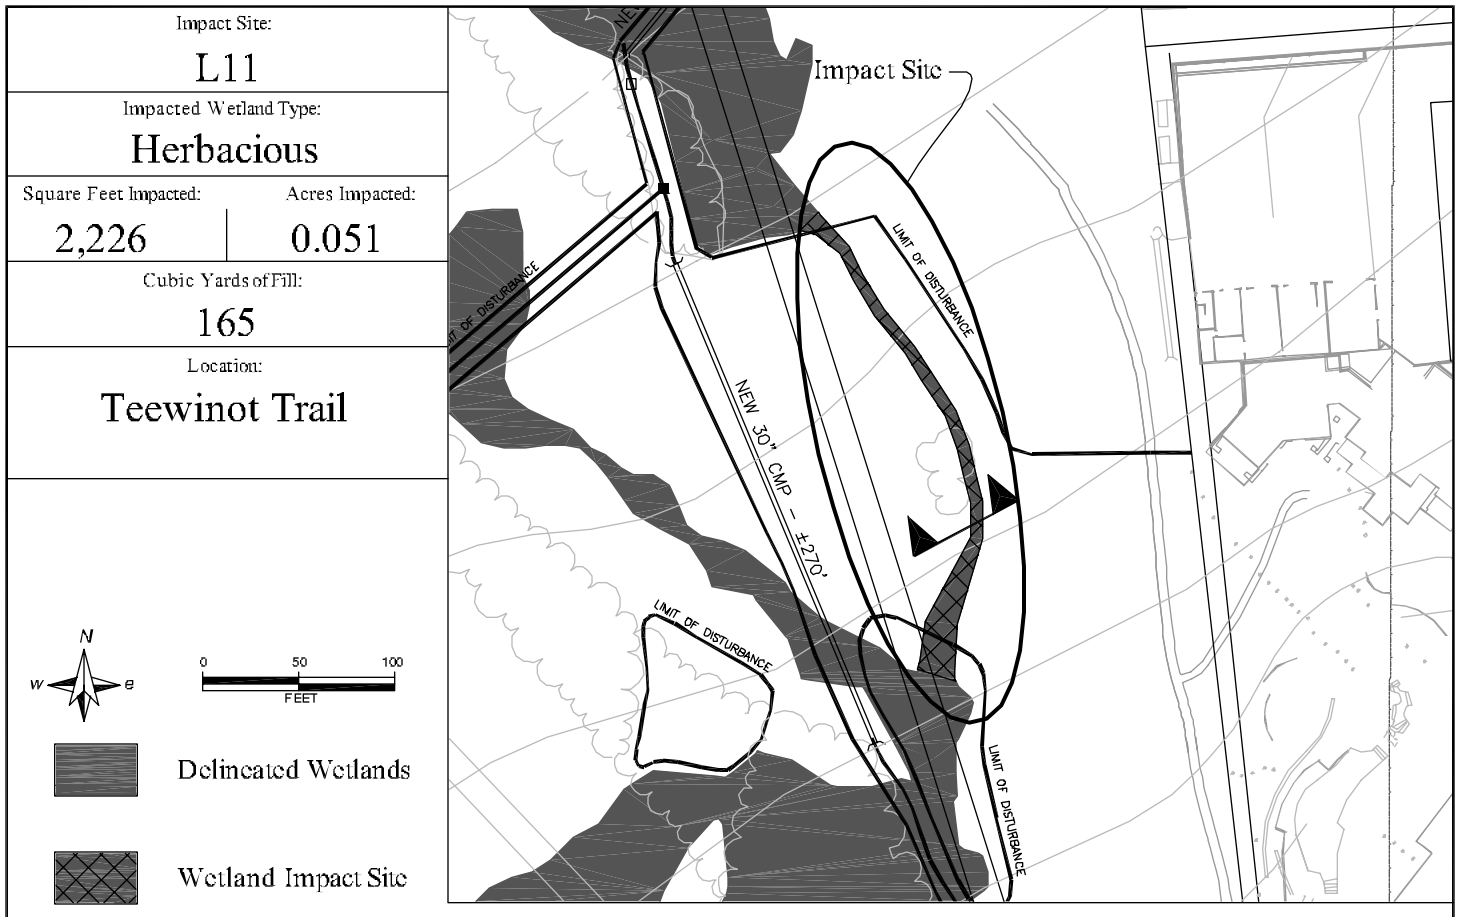 Impact Site:
L11
Impacted Wetland Type:
Herbacious
Square Feet Impacted:
Acres Impacted:
2,226
0.051
Cubic Yards of Fill:
165
Location:
Teewinot Trail
N
w
e
0
50
100
FEET
Delineated Wetlands
Wetland Impact Site
NEW
Impact Site
LIMIT OF DISTURBANCE
IT OF DISTURBANCE
NEW 30" CMP - ±270'
LIMIT OF DISTURBANCE
LIMIT OF DISTURBANCE